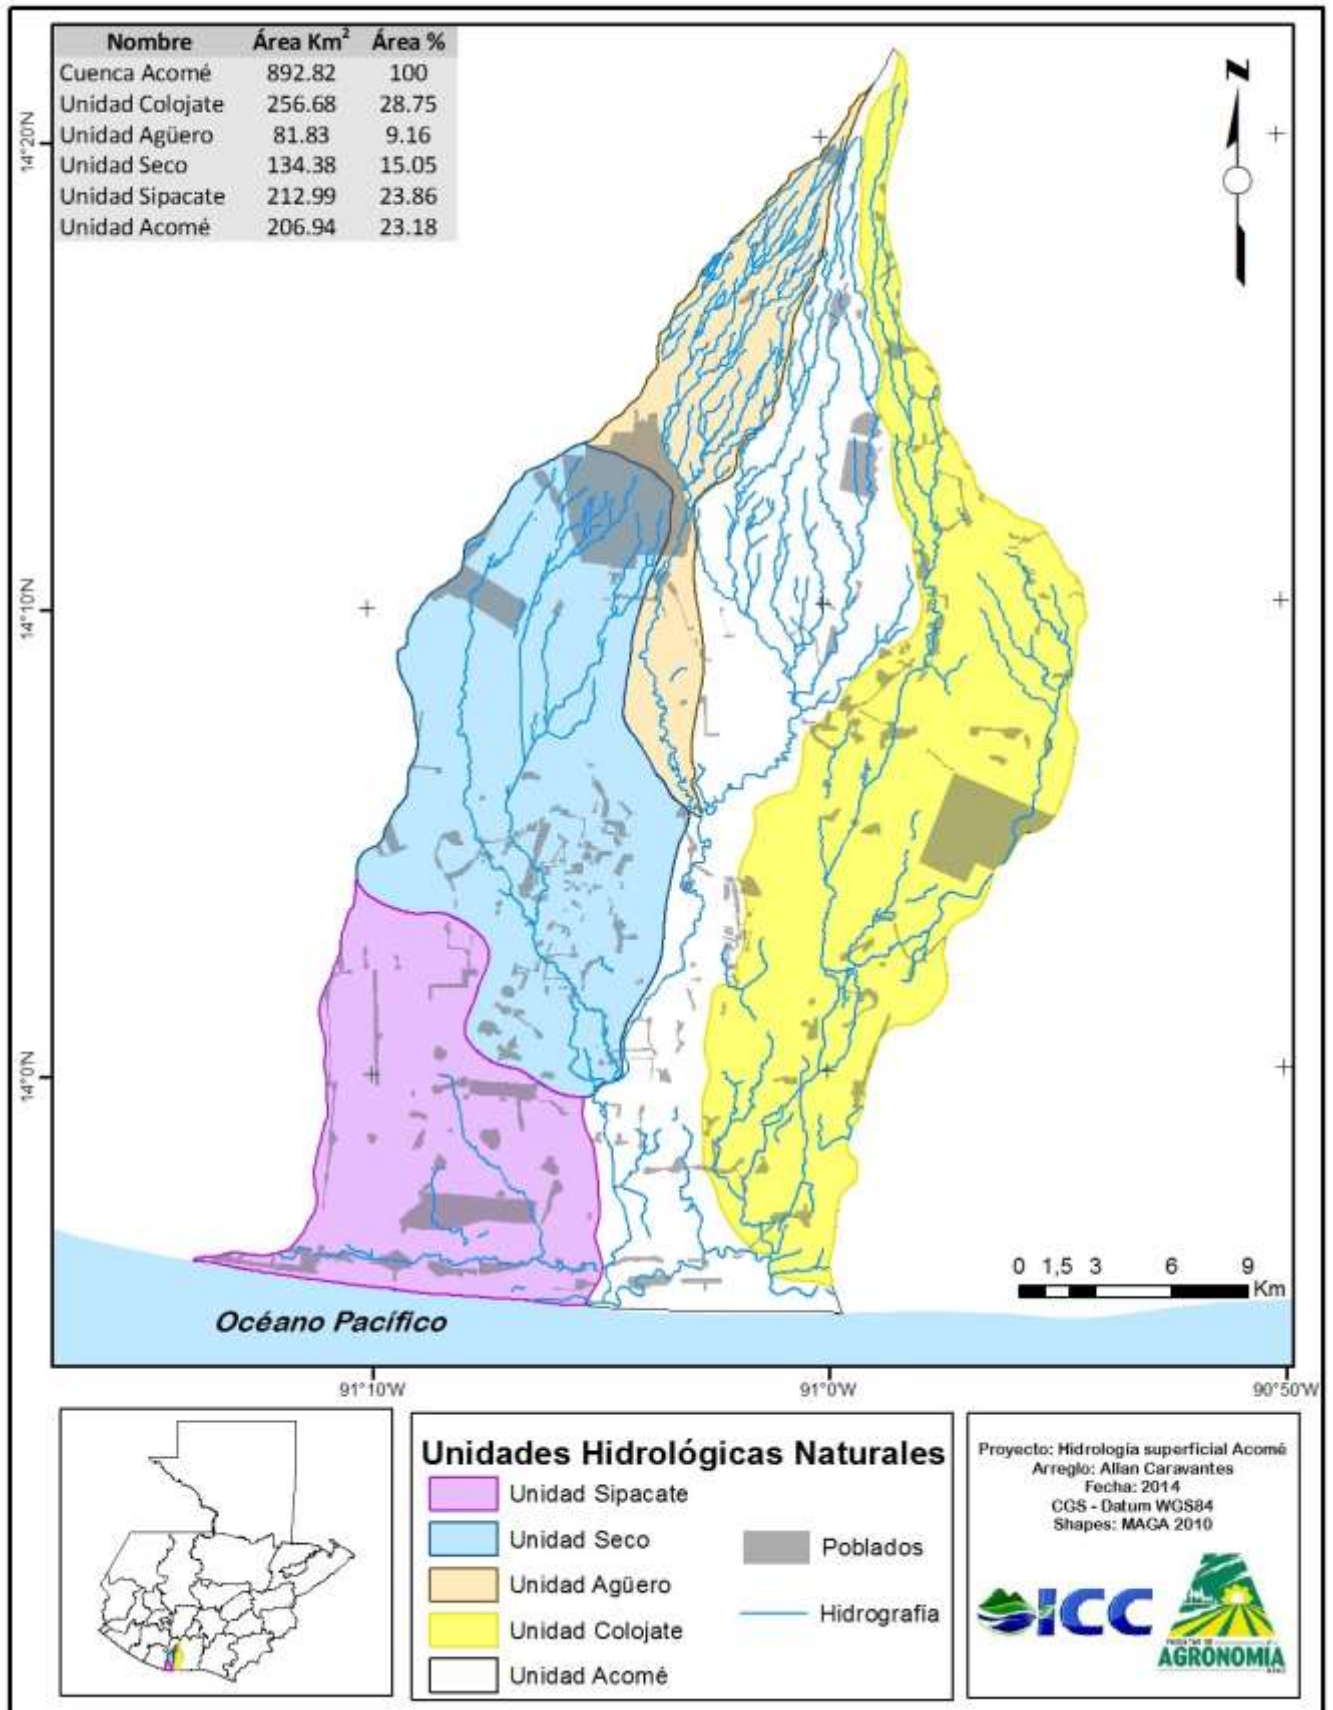 Nombre Área Km² Área %
Cuenca Acomé 892.82 100
Unidad Colojate 256.68 28.75
Unidad Agüero 81.83 9.16
Unidad Seco 134.38 15.05
Unidad Sipacate 212.99 23.86
Unidad Acomé 206.94 23.18
N
14°20'N
14°10'N
14°0'N
0 1,5 3 6 9
Km
Océano Pacífico
91°10'W 91°0'W 90°50'W
Unidades Hidrológicas Naturales
Unidad Sipacate
Unidad Seco
Unidad Agüero
Unidad Colojate
Unidad Acomé
Poblados
Hidrografía
Proyecto: Hidrología superficial Acomé
Arreglo: Allan Caravantes
Fecha: 2014
CGS - Datum WGS84
Shapes: MAGA 2010
ICC
FACULTAD DE
AGRONOMÍA